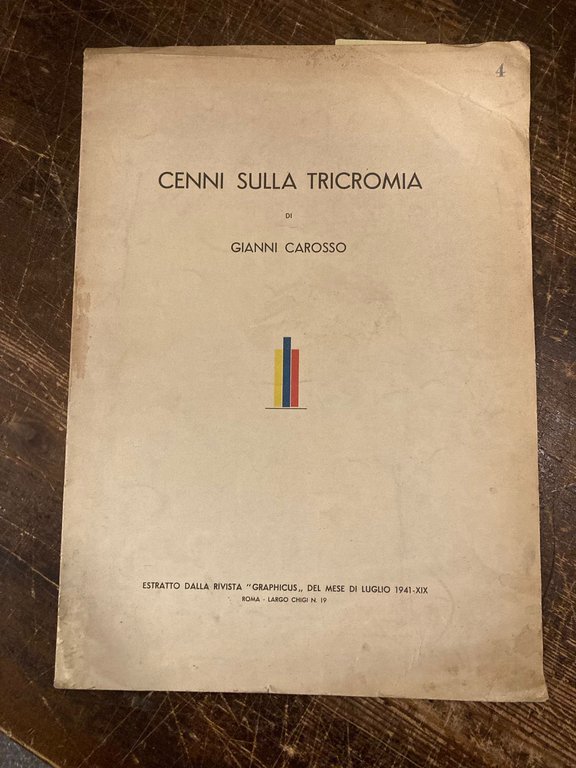 4
CENNI SULLA TRICROMIA
DI
GIANNI CAROSSO
ESTRATTO DALLA RIVISTA "GRAPHICUS,, DEL MESE DI LUGLIO 1941-XIX
ROMA - LARGO CHIGI N. 19